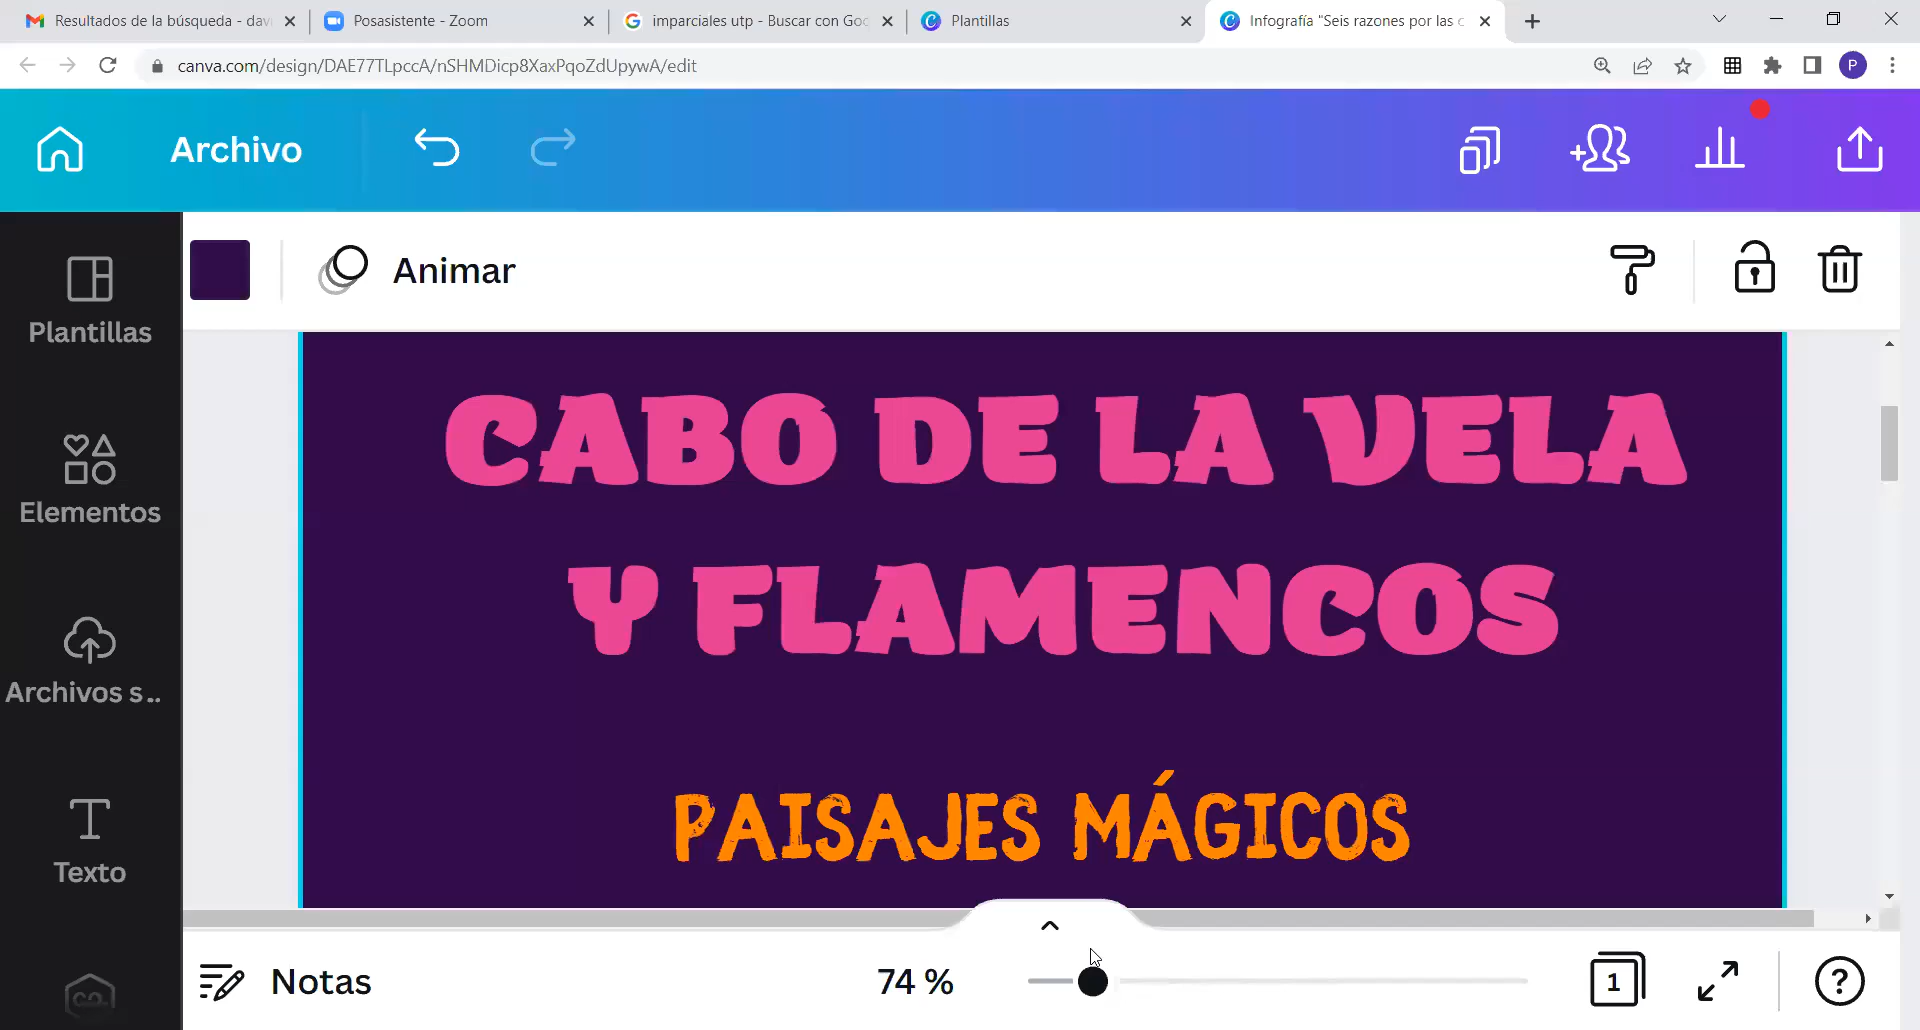 Resultados de la búsqueda - davi
Posasistente - Zoom
imparciales utp - Buscar con Goo
Plantillas
Infografía "Seis razones por las c
canva.com/design/DAE77TLpccA/nSHMDicp8XaxPqoZdUpywA/edit
P
Archivo
Animar
Plantillas
Elementos
Archivos s..
Texto
CO.
CABO DE LA VELA
Y FLAMENCOS
PAISAJES MÁGICOS
Notas
74 %
1
?